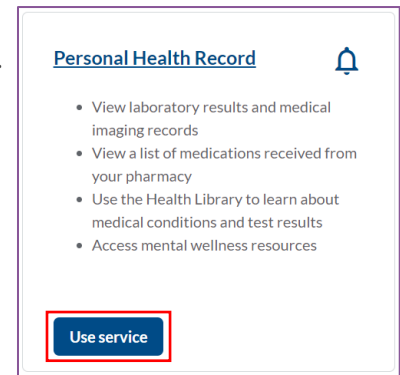 Personal Health Record
• View laboratory results and medical
imaging records
• View a list of medications received from
your pharmacy
• Use the Health Library to learn about
medical conditions and test results
• Access mental wellness resources
Use service